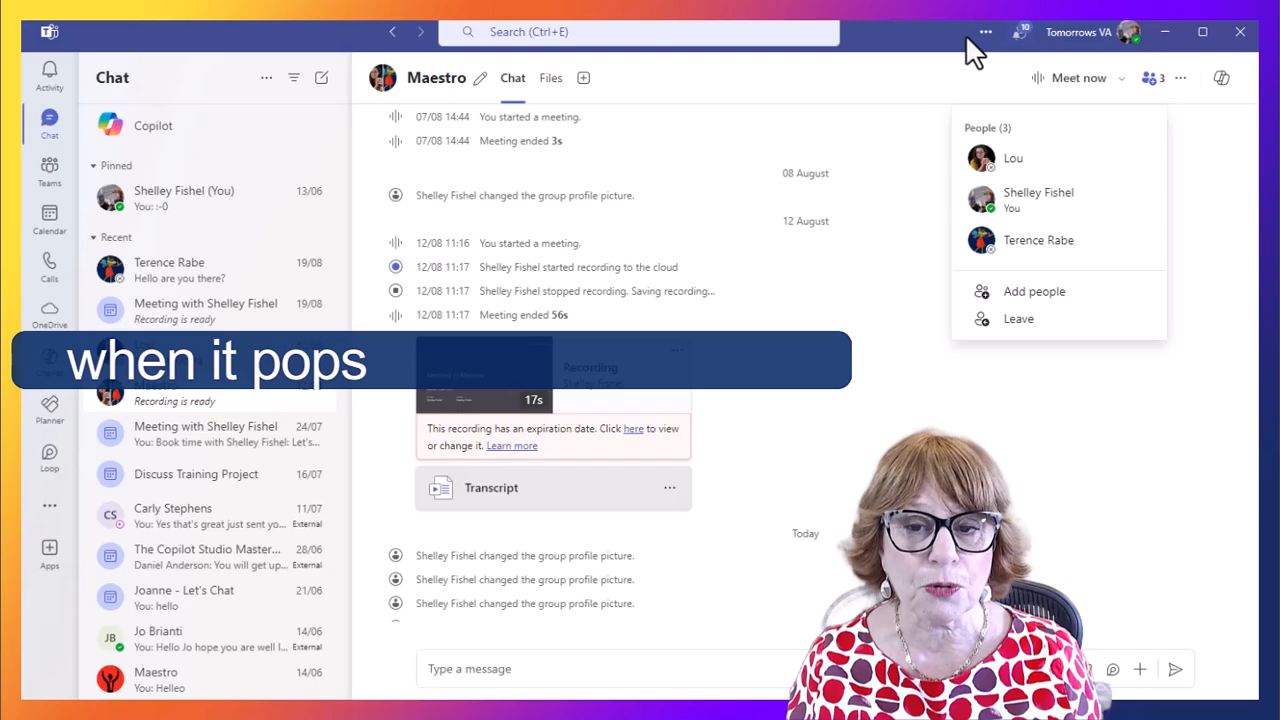 Search (Ctrl+E)
10
Tomorrows VA
Activity
Chat
Teams
Calendar
Calls
OneDrive
Planner
Loop
Apps
Chat
Copilot
Pinned
Shelley Fishel (You)
13/06
You: :-0
Recent
Terence Rabe
19/08
Hello are you there?
Meeting with Shelley Fishel
19/08
Recording is ready
when it pops
Recording is ready
Meeting with Shelley Fishel
24/07
You: Book time with Shelley Fishel: Let's...
Discuss Training Project
16/07
CS
Carly Stephens
11/07
You: Yes that's great just sent yo...
External
The Copilot Studio Master...
28/06
Daniel Anderson: You will get up...
External
Joanne - Let's Chat
21/06
You: hello
JB
Jo Brianti
14/06
You: Hello Jo hope you are well I...
External
Maestro
14/06
You: Helleo
Maestro
Chat
Files
Meet now
3
07/08 14:44 You started a meeting.
07/08 14:44 Meeting ended 3s
08 August
Shelley Fishel changed the group profile picture.
12 August
12/08 11:16 You started a meeting.
12/08 11:17 Shelley Fishel started recording to the cloud
12/08 11:17 Shelley Fishel stopped recording. Saving recording...
12/08 11:17 Meeting ended 56s
Recording
Shelley Fishel
17s
This recording has an expiration date. Click here to view
or change it. Learn more
Transcript
Today
Shelley Fishel changed the group profile picture.
Shelley Fishel changed the group profile picture.
Shelley Fishel changed the group profile picture.
Type a message
People (3)
Lou
Shelley Fishel
You
Terence Rabe
Add people
Leave